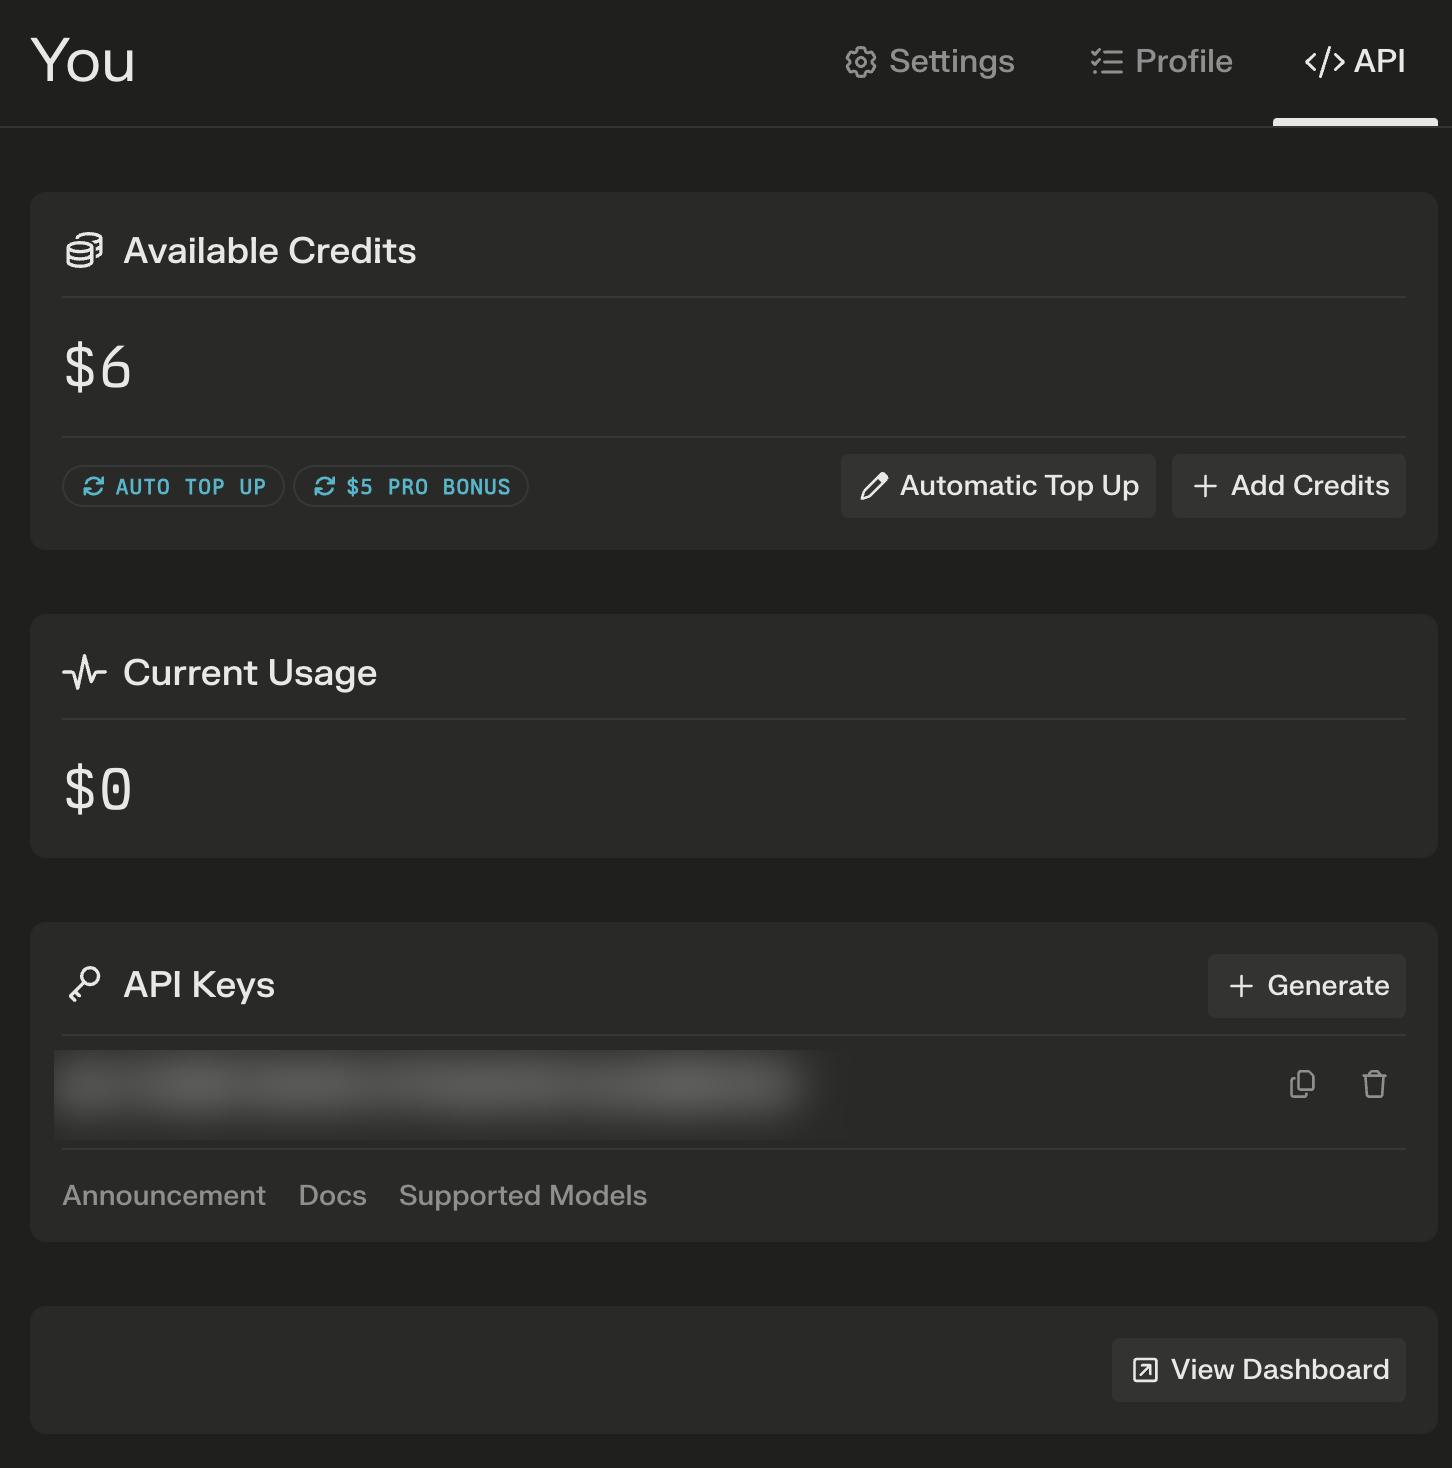 You
Settings
Profile
</> API
Available Credits
$6
AUTO TOP UP
$5 PRO BONUS
Automatic Top Up
+ Add Credits
Current Usage
$0
API Keys
+ Generate
Announcement Docs Supported Models
View Dashboard